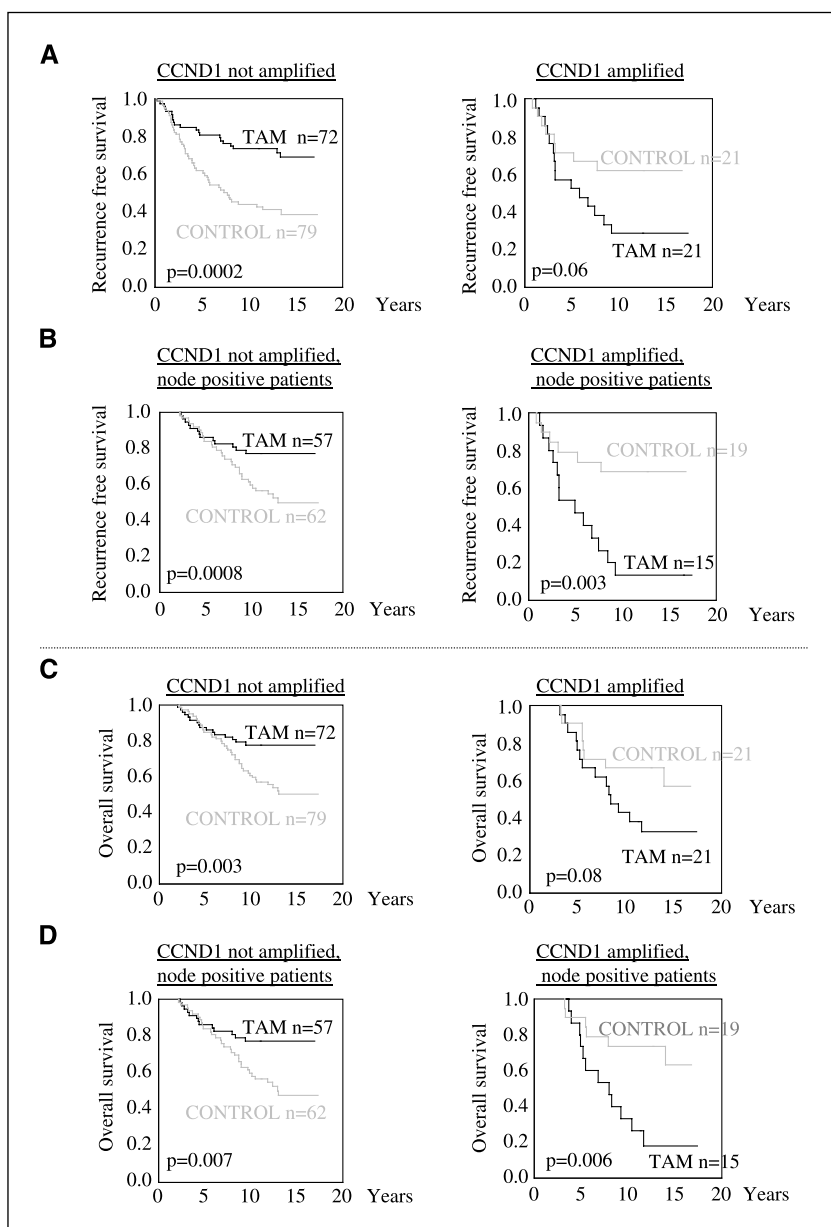 A
CCND1 not amplified
Recurrence free survival
1.0
0.8
0.6
0.4
0.2
0.0
TAM n=72
CONTROL n=79
p=0.0002
0 5 10 15 20 Years
CCND1 amplified
Recurrence free survival
1.0
0.8
0.6
0.4
0.2
0.0
CONTROL n=21
TAM n=21
p=0.06
0 5 10 15 20 Years
B
CCND1 not amplified,
node positive patients
Recurrence free survival
1.0
0.8
0.6
0.4
0.2
0.0
TAM n=57
CONTROL n=62
p=0.0008
0 5 10 15 20 Years
CCND1 amplified,
node positive patients
Recurrence free survival
1.0
0.8
0.6
0.4
0.2
0.0
CONTROL n=19
TAM n=15
p=0.003
0 5 10 15 20 Years
C
CCND1 not amplified
Overall survival
1.0
0.8
0.6
0.4
0.2
0.0
TAM n=72
CONTROL n=79
p=0.003
0 5 10 15 20 Years
CCND1 amplified
Overall survival
1.0
0.8
0.6
0.4
0.2
0.0
CONTROL n=21
TAM n=21
p=0.08
0 5 10 15 20 Years
D
CCND1 not amplified,
node positive patients
Overall survival
1.0
0.8
0.6
0.4
0.2
0.0
TAM n=57
CONTROL n=62
p=0.007
0 5 10 15 20 Years
CCND1 amplified,
node positive patients
Overall survival
1.0
0.8
0.6
0.4
0.2
0.0
CONTROL n=19
p=0.006
TAM n=15
0 5 10 15 20 Years